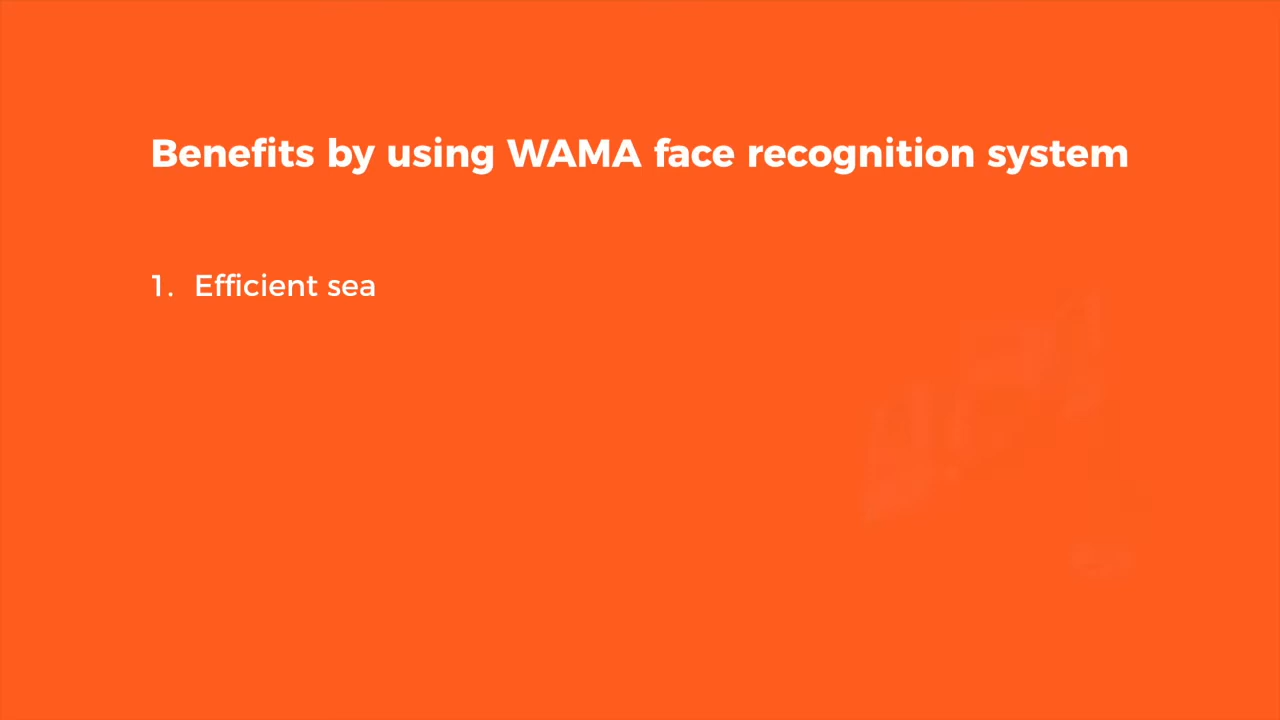 Benefits by using WAMA face recognition system
1. Efficient sea